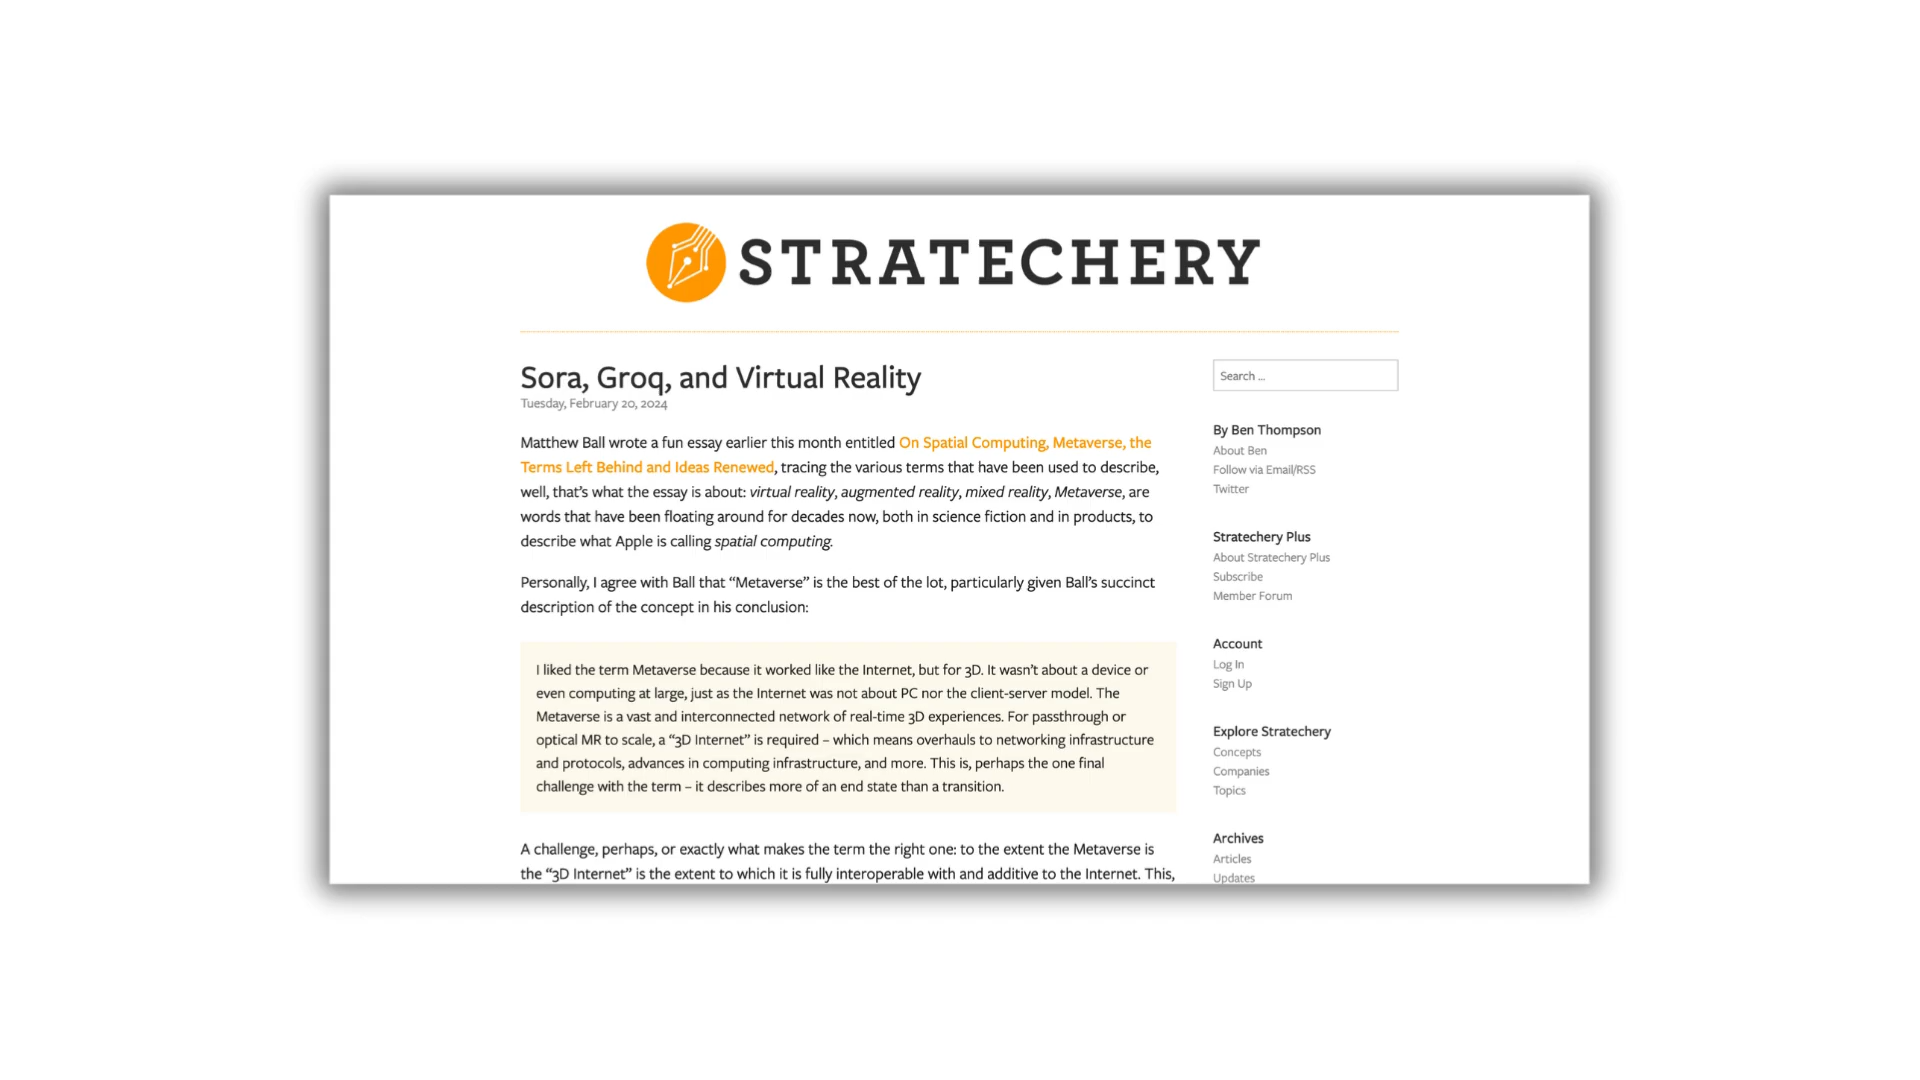 STRATECHERY
Sora, Groq, and Virtual Reality
Tuesday, February 20, 2024
Matthew Ball wrote a fun essay earlier this month entitled On Spatial Computing, Metaverse, the
Terms Left Behind and Ideas Renewed, tracing the various terms that have been used to describe,
well, that’s what the essay is about: virtual reality, augmented reality, mixed reality, Metaverse, are
words that have been floating around for decades now, both in science fiction and in products, to
describe what Apple is calling spatial computing.
Personally, I agree with Ball that “Metaverse” is the best of the lot, particularly given Ball’s succinct
description of the concept in his conclusion:
I liked the term Metaverse because it worked like the Internet, but for 3D. It wasn’t about a device or
even computing at large, just as the Internet was not about PC nor the client-server model. The
Metaverse is a vast and interconnected network of real-time 3D experiences. For passthrough or
optical MR to scale, a “3D Internet” is required – which means overhauls to networking infrastructure
and protocols, advances in computing infrastructure, and more. This is, perhaps the one final
challenge with the term – it describes more of an end state than a transition.
A challenge, perhaps, or exactly what makes the term the right one: to the extent the Metaverse is
the “3D Internet” is the extent to which it is fully interoperable with and additive to the Internet. This,
Search ...
By Ben Thompson
About Ben
Follow via Email/RSS
Twitter
Stratechery Plus
About Stratechery Plus
Subscribe
Member Forum
Account
Log In
Sign Up
Explore Stratechery
Concepts
Companies
Topics
Archives
Articles
Updates